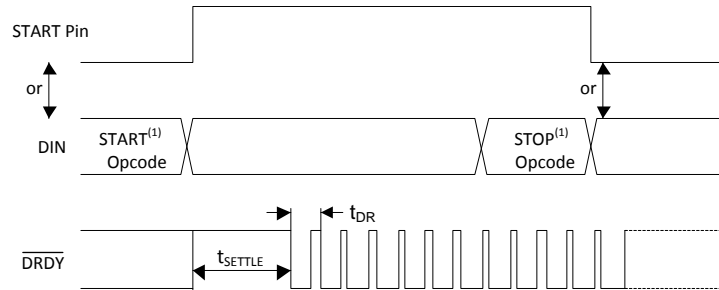 START Pin
or
or
DIN
START(1)
Opcode
STOP(1)
Opcode
tDR
DRDY
tSETTLE